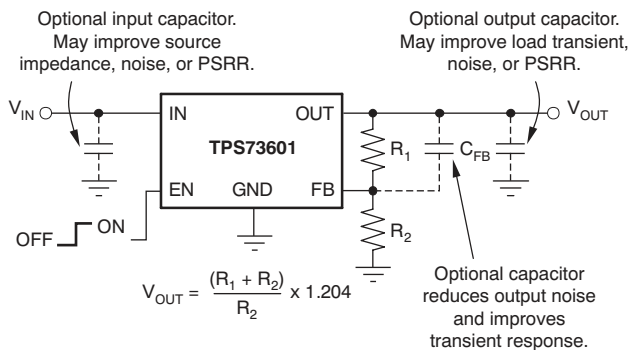 Optional input capacitor.
May improve source
impedance, noise, or PSRR.
Optional output capacitor.
May improve load transient,
noise, or PSRR.
VIN
IN
OUT
VOUT
TPS73601
R1
CFB
EN
GND
FB
OFF
ON
R2
VOUT = (R1 + R2) / R2 x 1.204
Optional capacitor
reduces output noise
and improves
transient response.